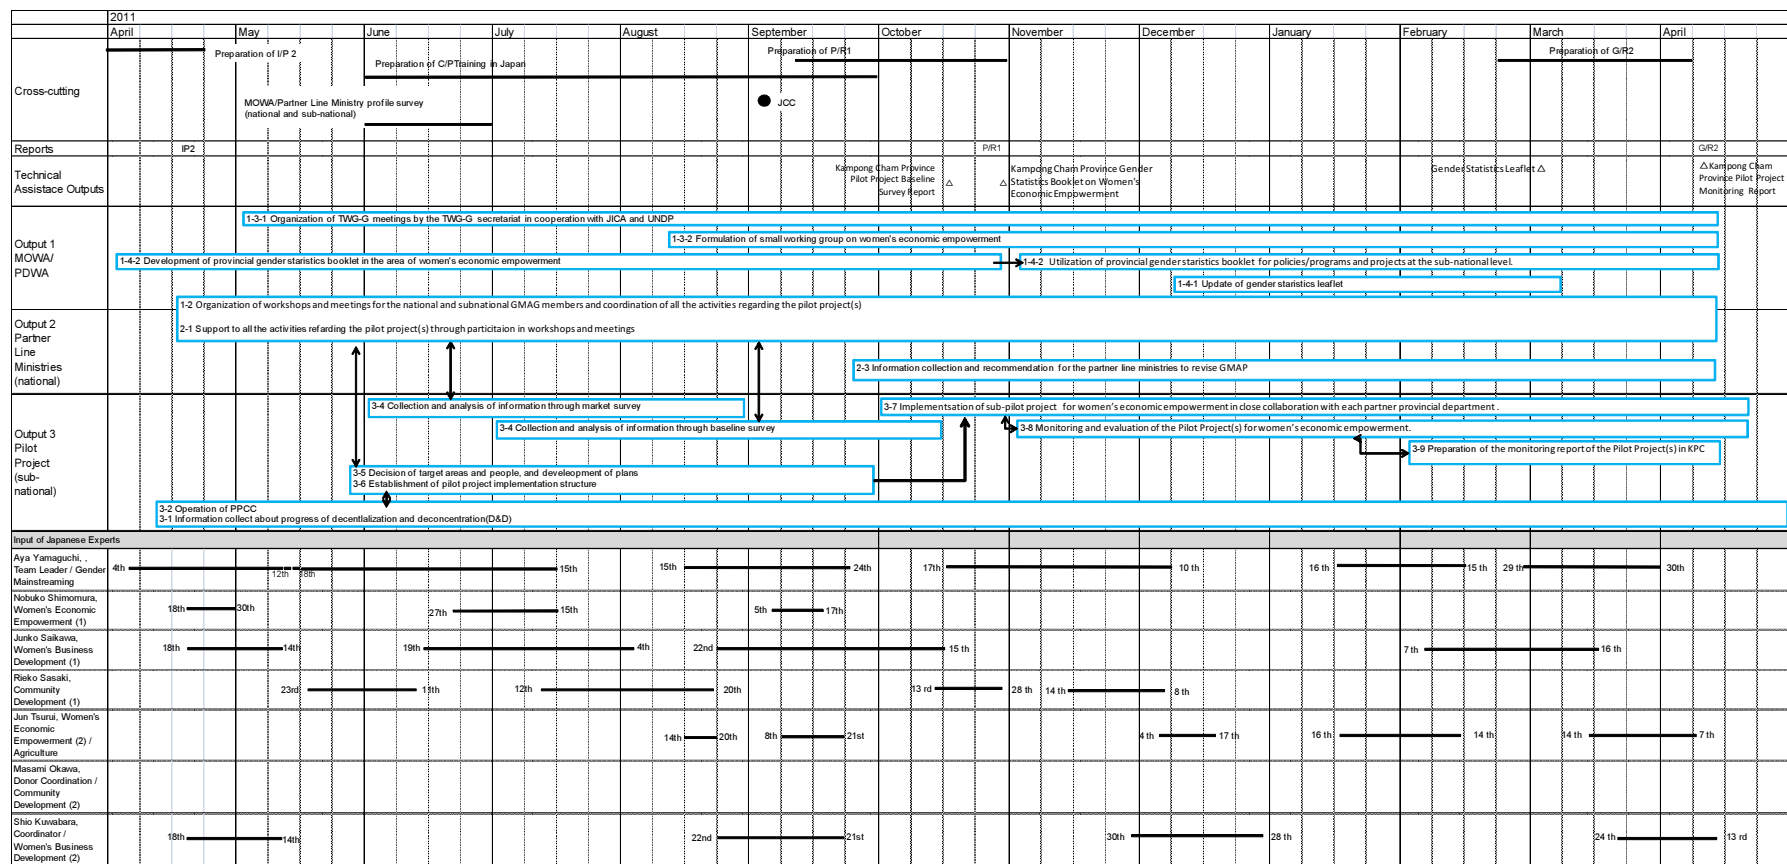 2011
April May June July August September October November December January February March April
Cross-cutting
Preparation of I/P 2
Preparation of C/PTraining in Japan
Preparation of P/R1
Preparation of G/R2
MOWA/Partner Line Ministry profile survey
(national and sub-national)
JCC
Reports
IP2
P/R1
G/R2
Technical
Assistace Outputs
Kampong Cham Province
Pilot Project Baseline
Survey Report
Kampong Cham Province Gender
Statistics Booklet on Women's
Economic Empowerment
Gender Statistics Leaflet
Kampong Cham
Province Pilot Project
Monitoring Report
Output 1
MOWA/
PDWA
1-3-1 Organization of TWG-G meetings by the TWG-G secretariat in cooperation with JICA and UNDP
1-3-2 Formulation of small working group on women's economic empowerment
1-4-2 Development of provincial gender staristics booklet in the area of women's economic empowerment
1-4-2 Utilization of provincial gender staristics booklet for policies/programs and projects at the sub-national level.
1-4-1 Update of gender staristics leaflet
1-2 Organization of workshops and meetings for the national and subnational GMAG members and coordination of all the activities regarding the pilot project(s)
Output 2
Partner
Line
Ministries
(national)
2-1 Support to all the activities refarding the pilot project(s) through particitaion in workshops and meetings
2-3 Information collection and recommendation for the partner line ministries to revise GMAP
Output 3
Pilot
Project
(sub-
national)
3-4 Collection and analysis of information through market survey
3-7 Implementsation of sub-pilot project for women's economic empowerment in close collaboration with each partner provincial department .
3-4 Collection and analysis of information through baseline survey
3-8 Monitoring and evaluation of the Pilot Project(s) for women's economic empowerment.
3-9 Preparation of the monitoring report of the Pilot Project(s) in KPC
3-5 Decision of target areas and people, and develeopment of plans
3-6 Establishment of pilot project implementation structure
3-2 Operation of PPCC
3-1 Information collect about progress of decentlalization and deconcentration(D&D)
Input of Japanese Experts
Aya Yamaguchi, ,
Team Leader / Gender
Mainstreaming
4th 12th 18th 15th 15th 24th 17th 10 th 16 th 15 th 29 th 30th
Nobuko Shimomura,
Women's Economic
Empowerment (1)
18th 30th 27th 15th 5th 17th
Junko Saikawa,
Women's Business
Development (1)
18th 14th 19th 4th 22nd 15 th 7 th 16 th
Rieko Sasaki,
Community
Development (1)
23rd 11th 12th 20th 13 rd 28 th 14 th 8 th
Jun Tsurui, Women's
Economic
Empowerment (2) /
Agriculture
14th 20th 8th 21st 4 th 17 th 16 th 14 th 14 th 7 th
Masami Okawa,
Donor Coordination /
Community
Development (2)
Shio Kuwabara,
Coordinator /
Women's Business
Development (2)
18th 14th 22nd 21st 30th 28 th 24 th 13 rd